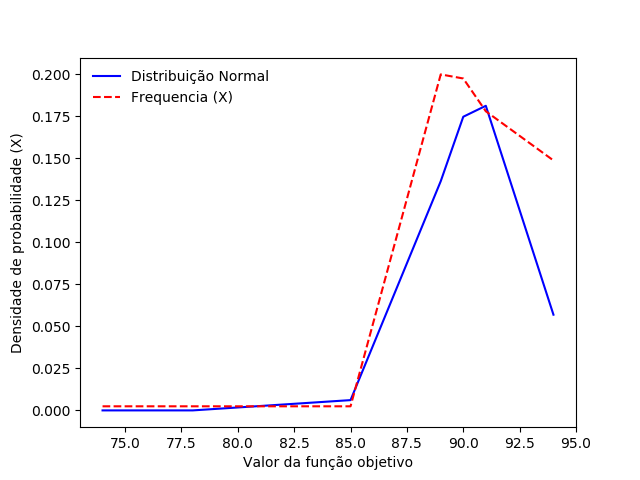 Distribuição Normal
Frequencia (X)
Densidade de probabilidade (X)
0.200
0.175
0.150
0.125
0.100
0.075
0.050
0.025
0.000
75.0 77.5 80.0 82.5 85.0 87.5 90.0 92.5 95.0
Valor da função objetivo